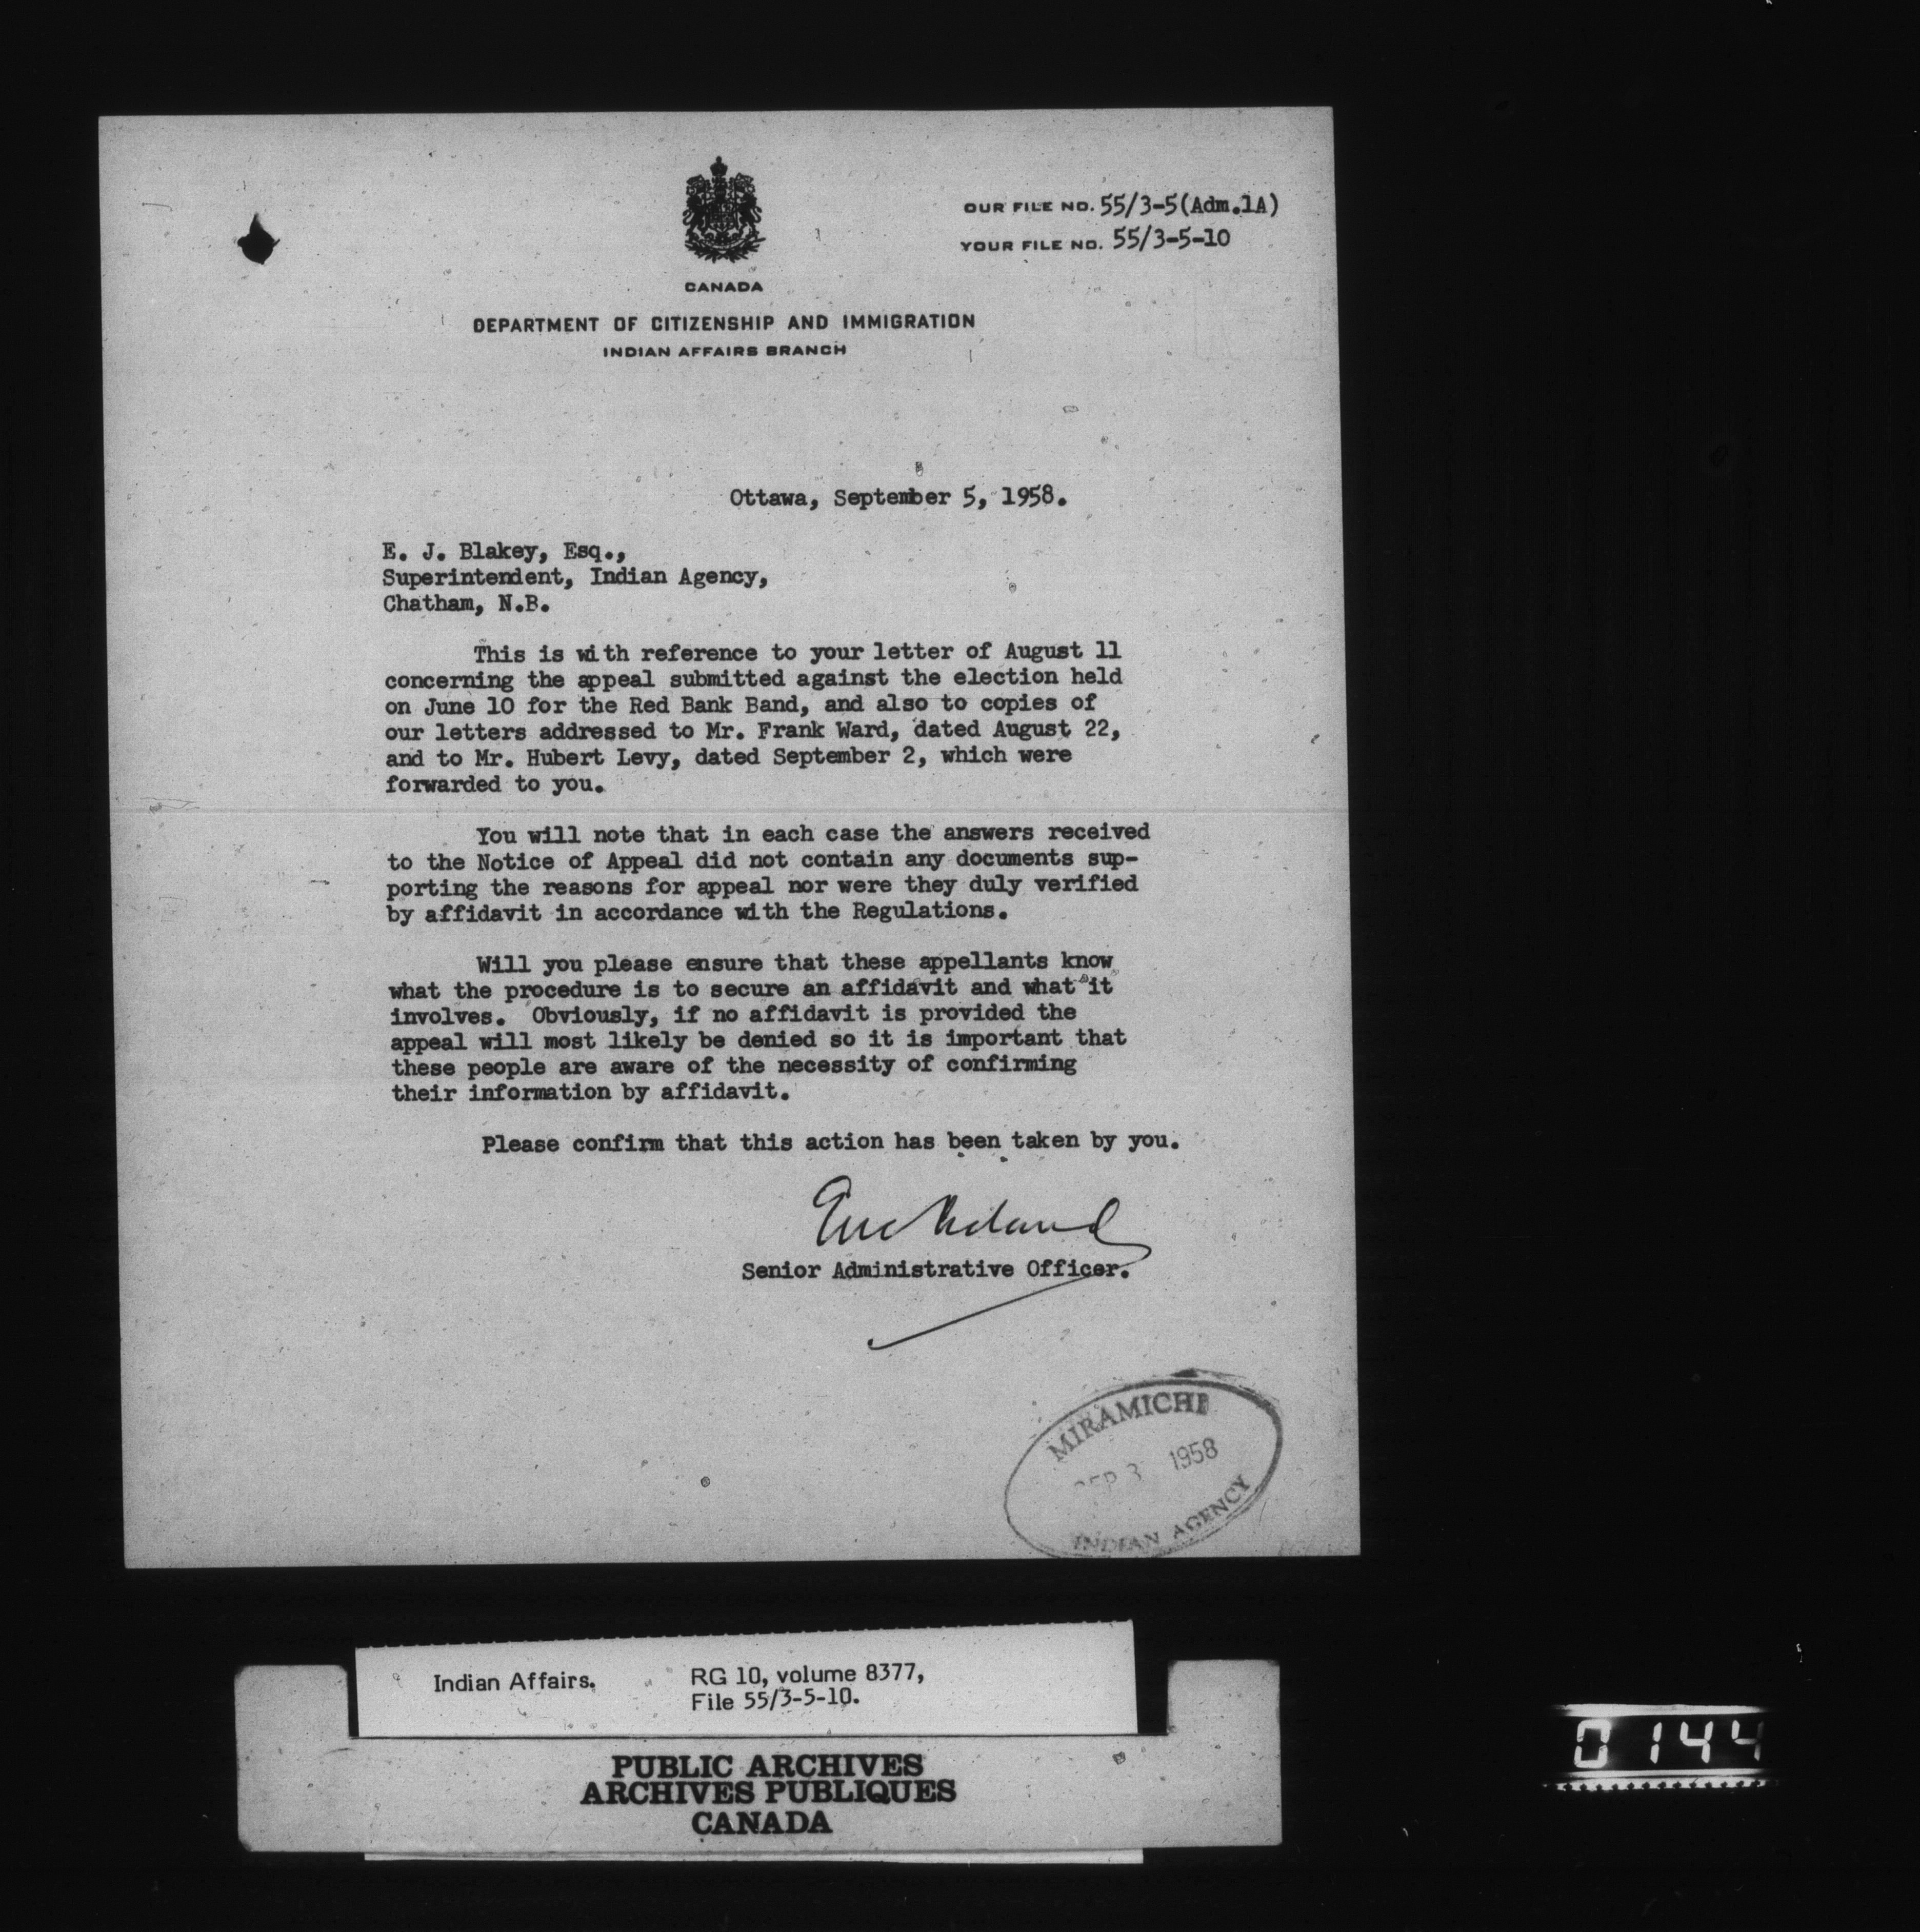 OUR FILE NO. 55/3-5(Adm.1A)
YOUR FILE NO. 55/3-5-10
CANADA
DEPARTMENT OF CITIZENSHIP AND IMMIGRATION
INDIAN AFFAIRS BRANCH
Ottawa, September 5, 1958.
E. J. Blakey, Esq.,
Superintendent, Indian Agency,
Chatham, N.B.
This is with reference to your letter of August 11
concerning the appeal submitted against the election held
on June 10 for the Red Bank Band, and also to copies of
our letters addressed to Mr. Frank Ward, dated August 22,
and to Mr. Hubert Levy, dated September 2, which were
forwarded to you.
You will note that in each case the answers received
to the Notice of Appeal did not contain any documents sup-
porting the reasons for appeal nor were they duly verified
by affidavit in accordance with the Regulations.
Will you please ensure that these appellants know
what the procedure is to secure an affidavit and what it
involves. Obviously, if no affidavit is provided the
appeal will most likely be denied so it is important that
these people are aware of the necessity of confirming
their information by affidavit.
Please confirm that this action has been taken by you.
Senior Administrative Officer.
MIRAMICHI
SEP 3 1958
INDIAN AGENCY
Indian Affairs. RG 10, volume 8377,
File 55/3-5-10.
PUBLIC ARCHIVES
ARCHIVES PUBLIQUES
CANADA
0144